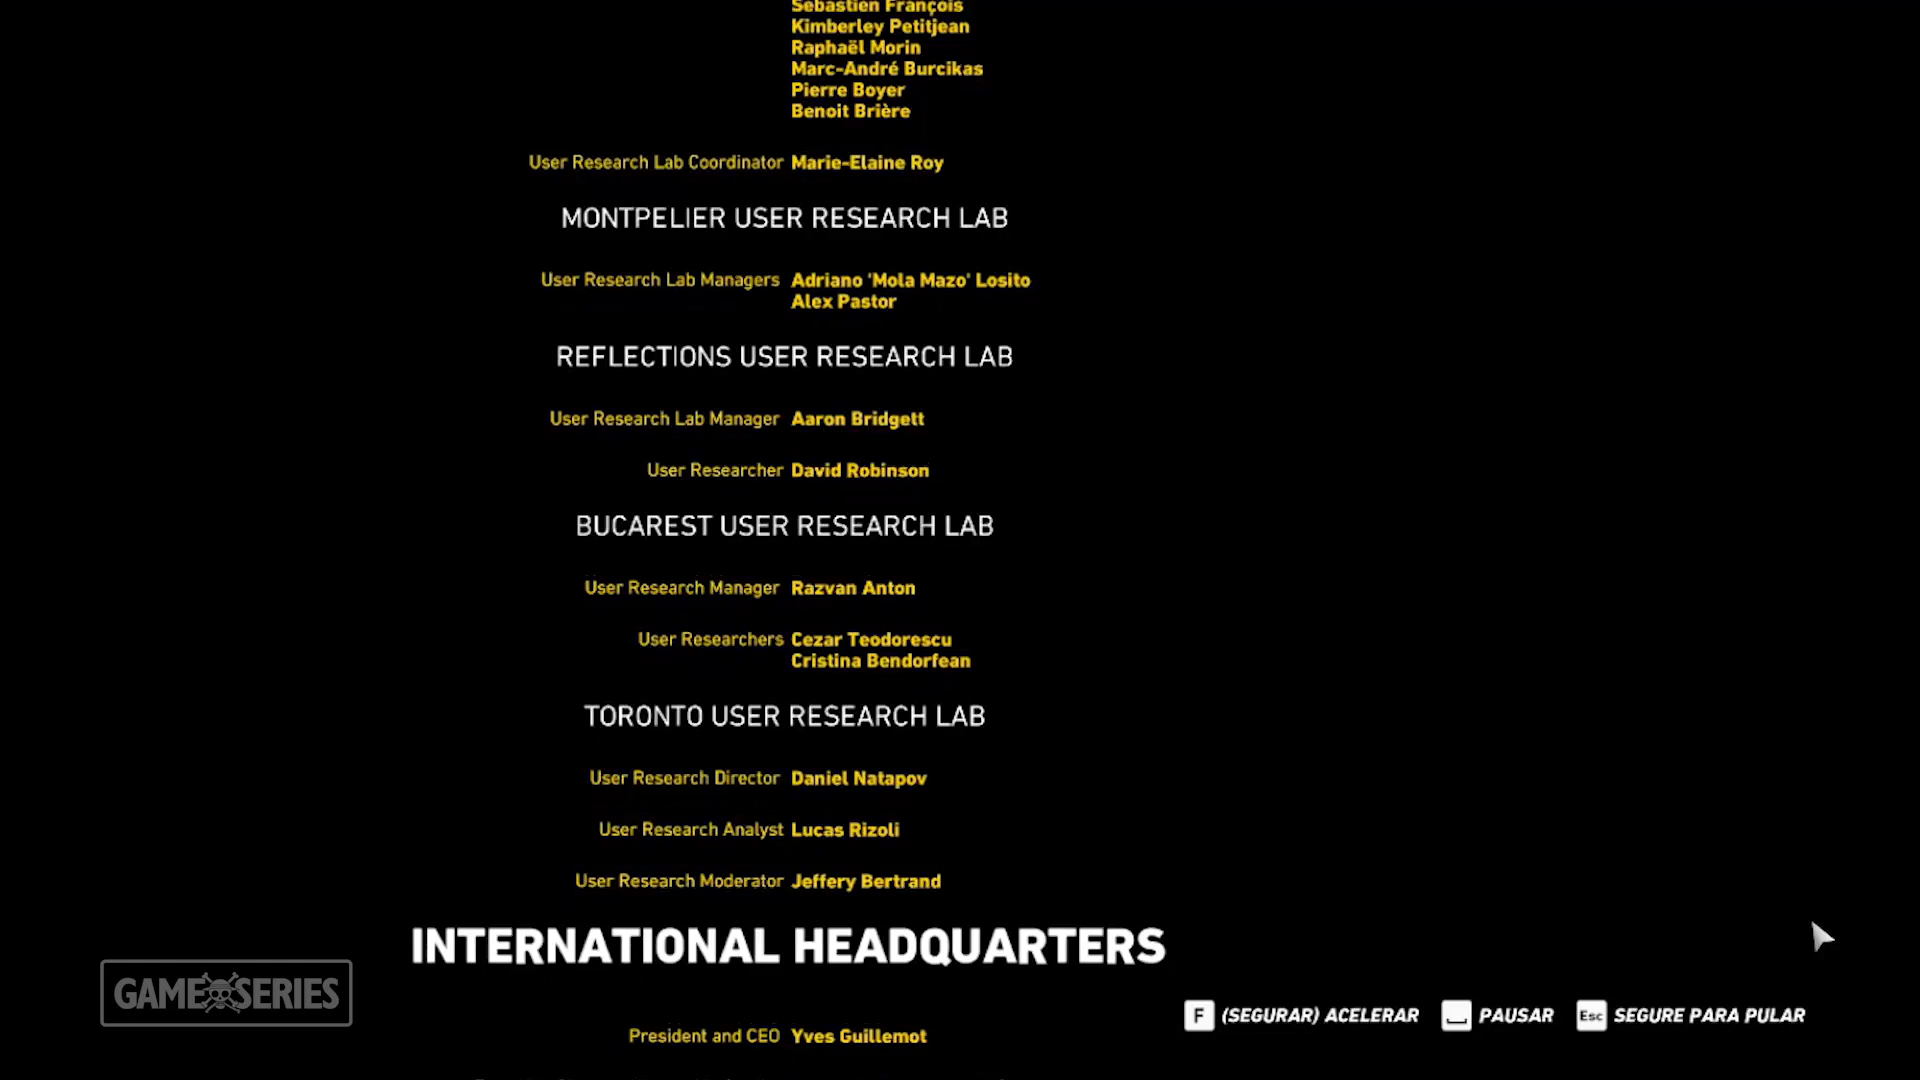 Sébastien François
Kimberley Petitjean
Raphaël Morin
Marc-André Burcikas
Pierre Boyer
Benoit Brière
User Research Lab Coordinator Marie-Elaine Roy
MONTPELIER USER RESEARCH LAB
User Research Lab Managers Adriano 'Mola Mazo' Losito
Alex Pastor
REFLECTIONS USER RESEARCH LAB
User Research Lab Manager Aaron Bridgett
User Researcher David Robinson
BUCAREST USER RESEARCH LAB
User Research Manager Razvan Anton
User Researchers Cezar Teodorescu
Cristina Bendorfean
TORONTO USER RESEARCH LAB
User Research Director Daniel Natapov
User Research Analyst Lucas Rizoli
User Research Moderator Jeffery Bertrand
INTERNATIONAL HEADQUARTERS
GAME SERIES
F (SEGURAR) ACELERAR PAUSAR Esc SEGURE PARA PULAR
President and CEO Yves Guillemot